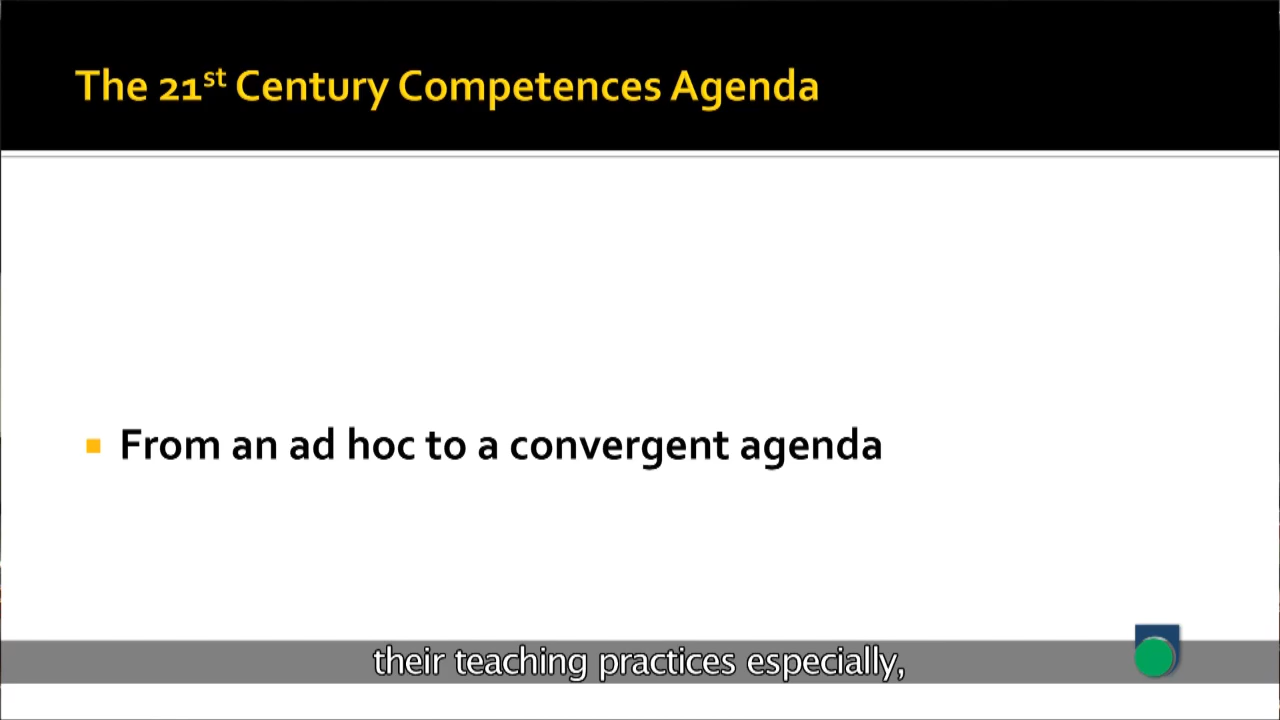 The 21st Century Competences Agenda
From an ad hoc to a convergent agenda
their teaching practices especially,